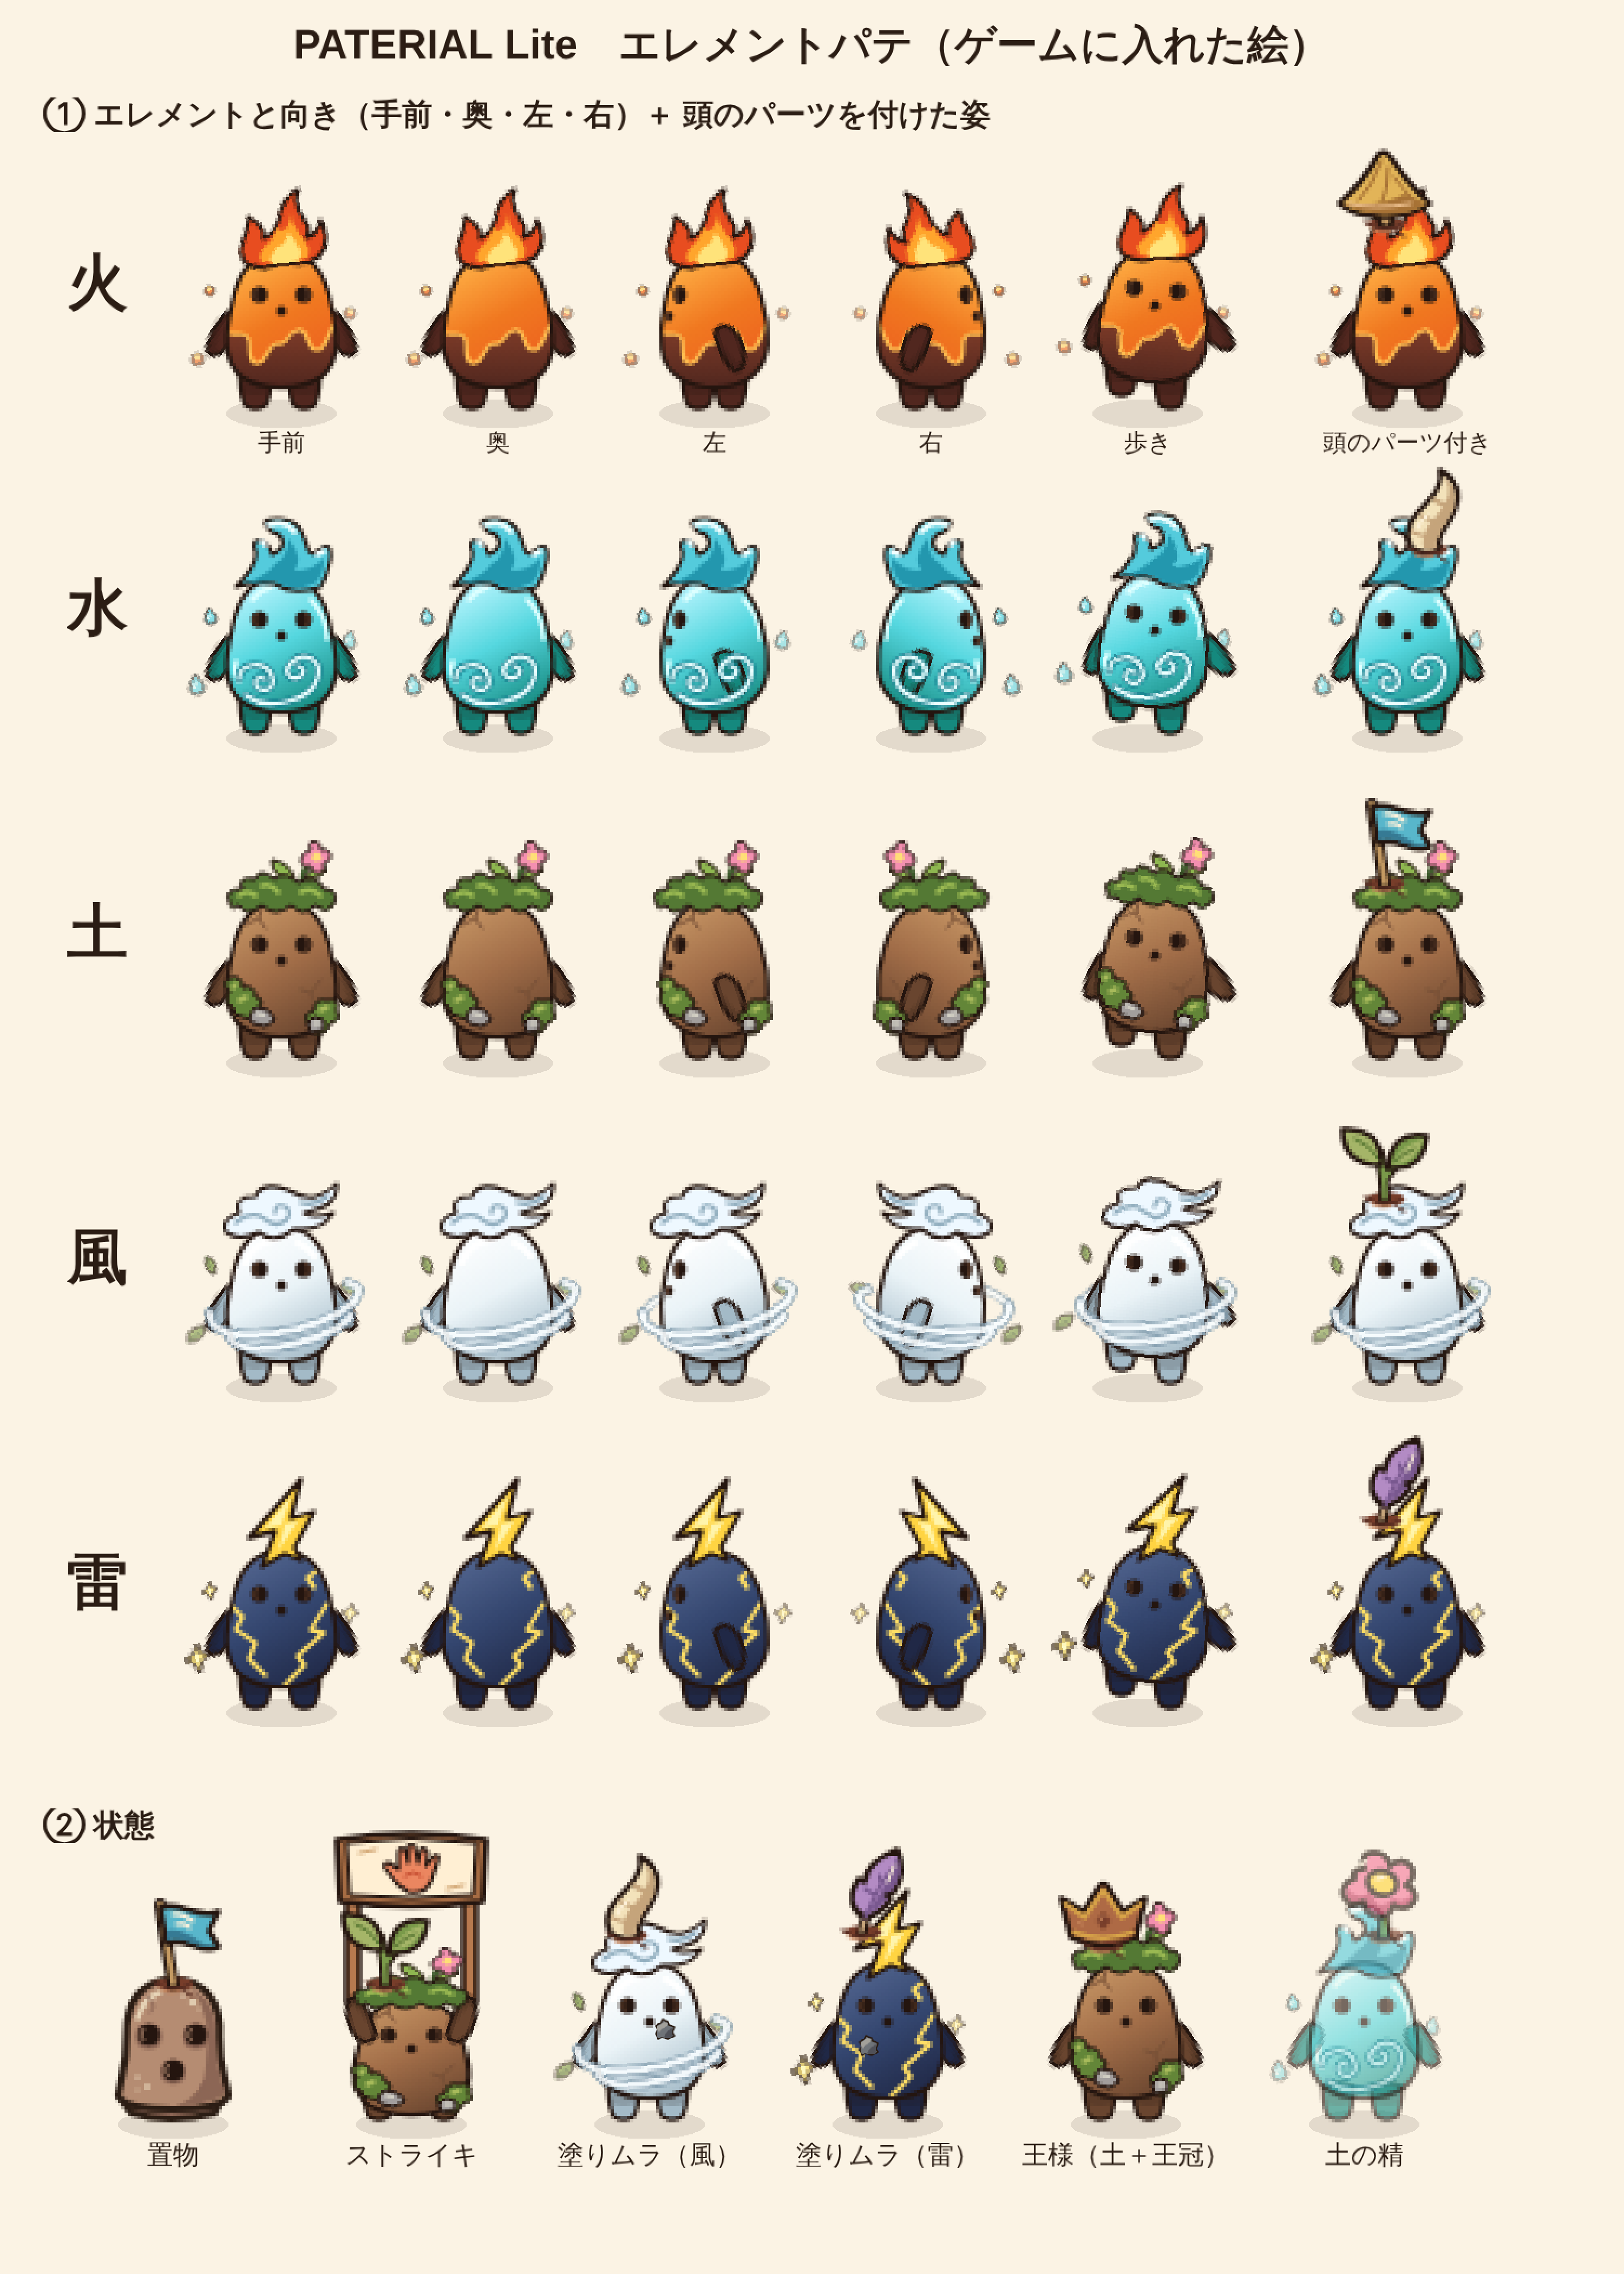 PATERIAL Lite　エレメントパテ（ゲームに入れた絵）
① エレメントと向き（手前・奥・左・右）＋ 頭のパーツを付けた姿
火
手前 奥 左 右 歩き 頭のパーツ付き
水
土
風
雷
② 状態
置物 ストライキ 塗りムラ（風） 塗りムラ（雷） 王様（土＋王冠） 土の精